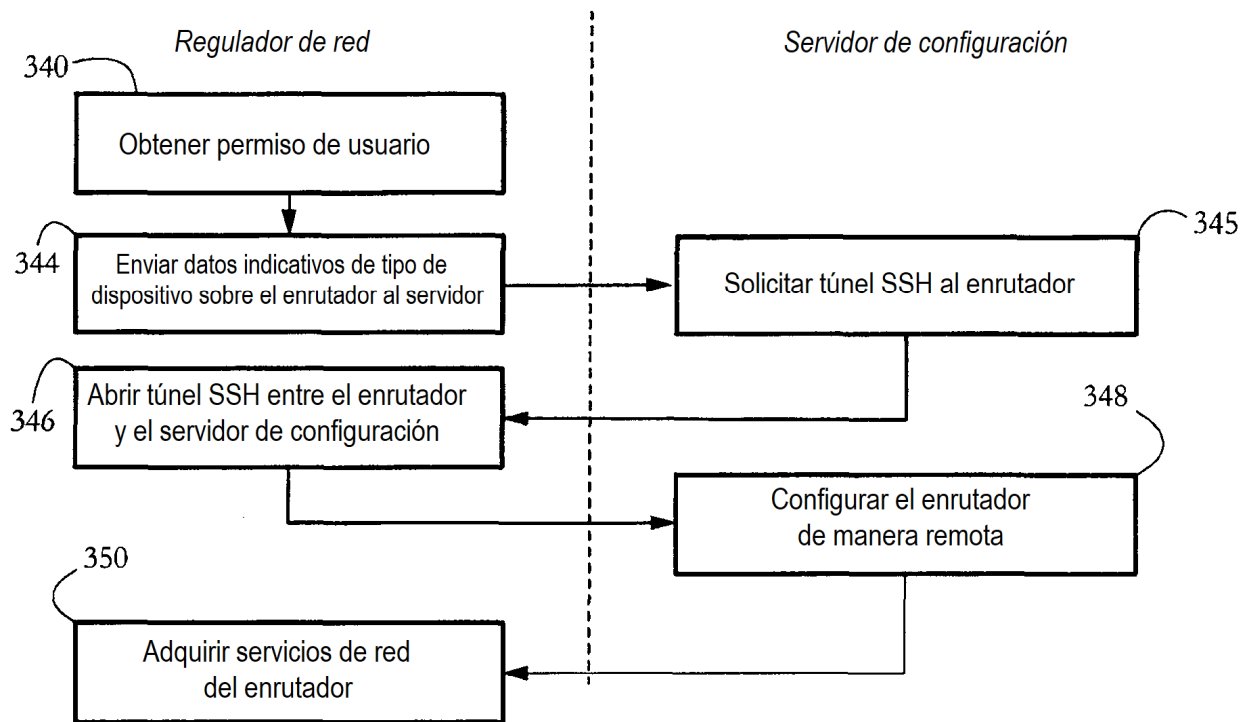 Regulador de red
Servidor de configuración
340
Obtener permiso de usuario
344
Enviar datos indicativos de tipo de
dispositivo sobre el enrutador al servidor
345
Solicitar túnel SSH al enrutador
346
Abrir túnel SSH entre el enrutador
y el servidor de configuración
348
Configurar el enrutador
de manera remota
350
Adquirir servicios de red
del enrutador